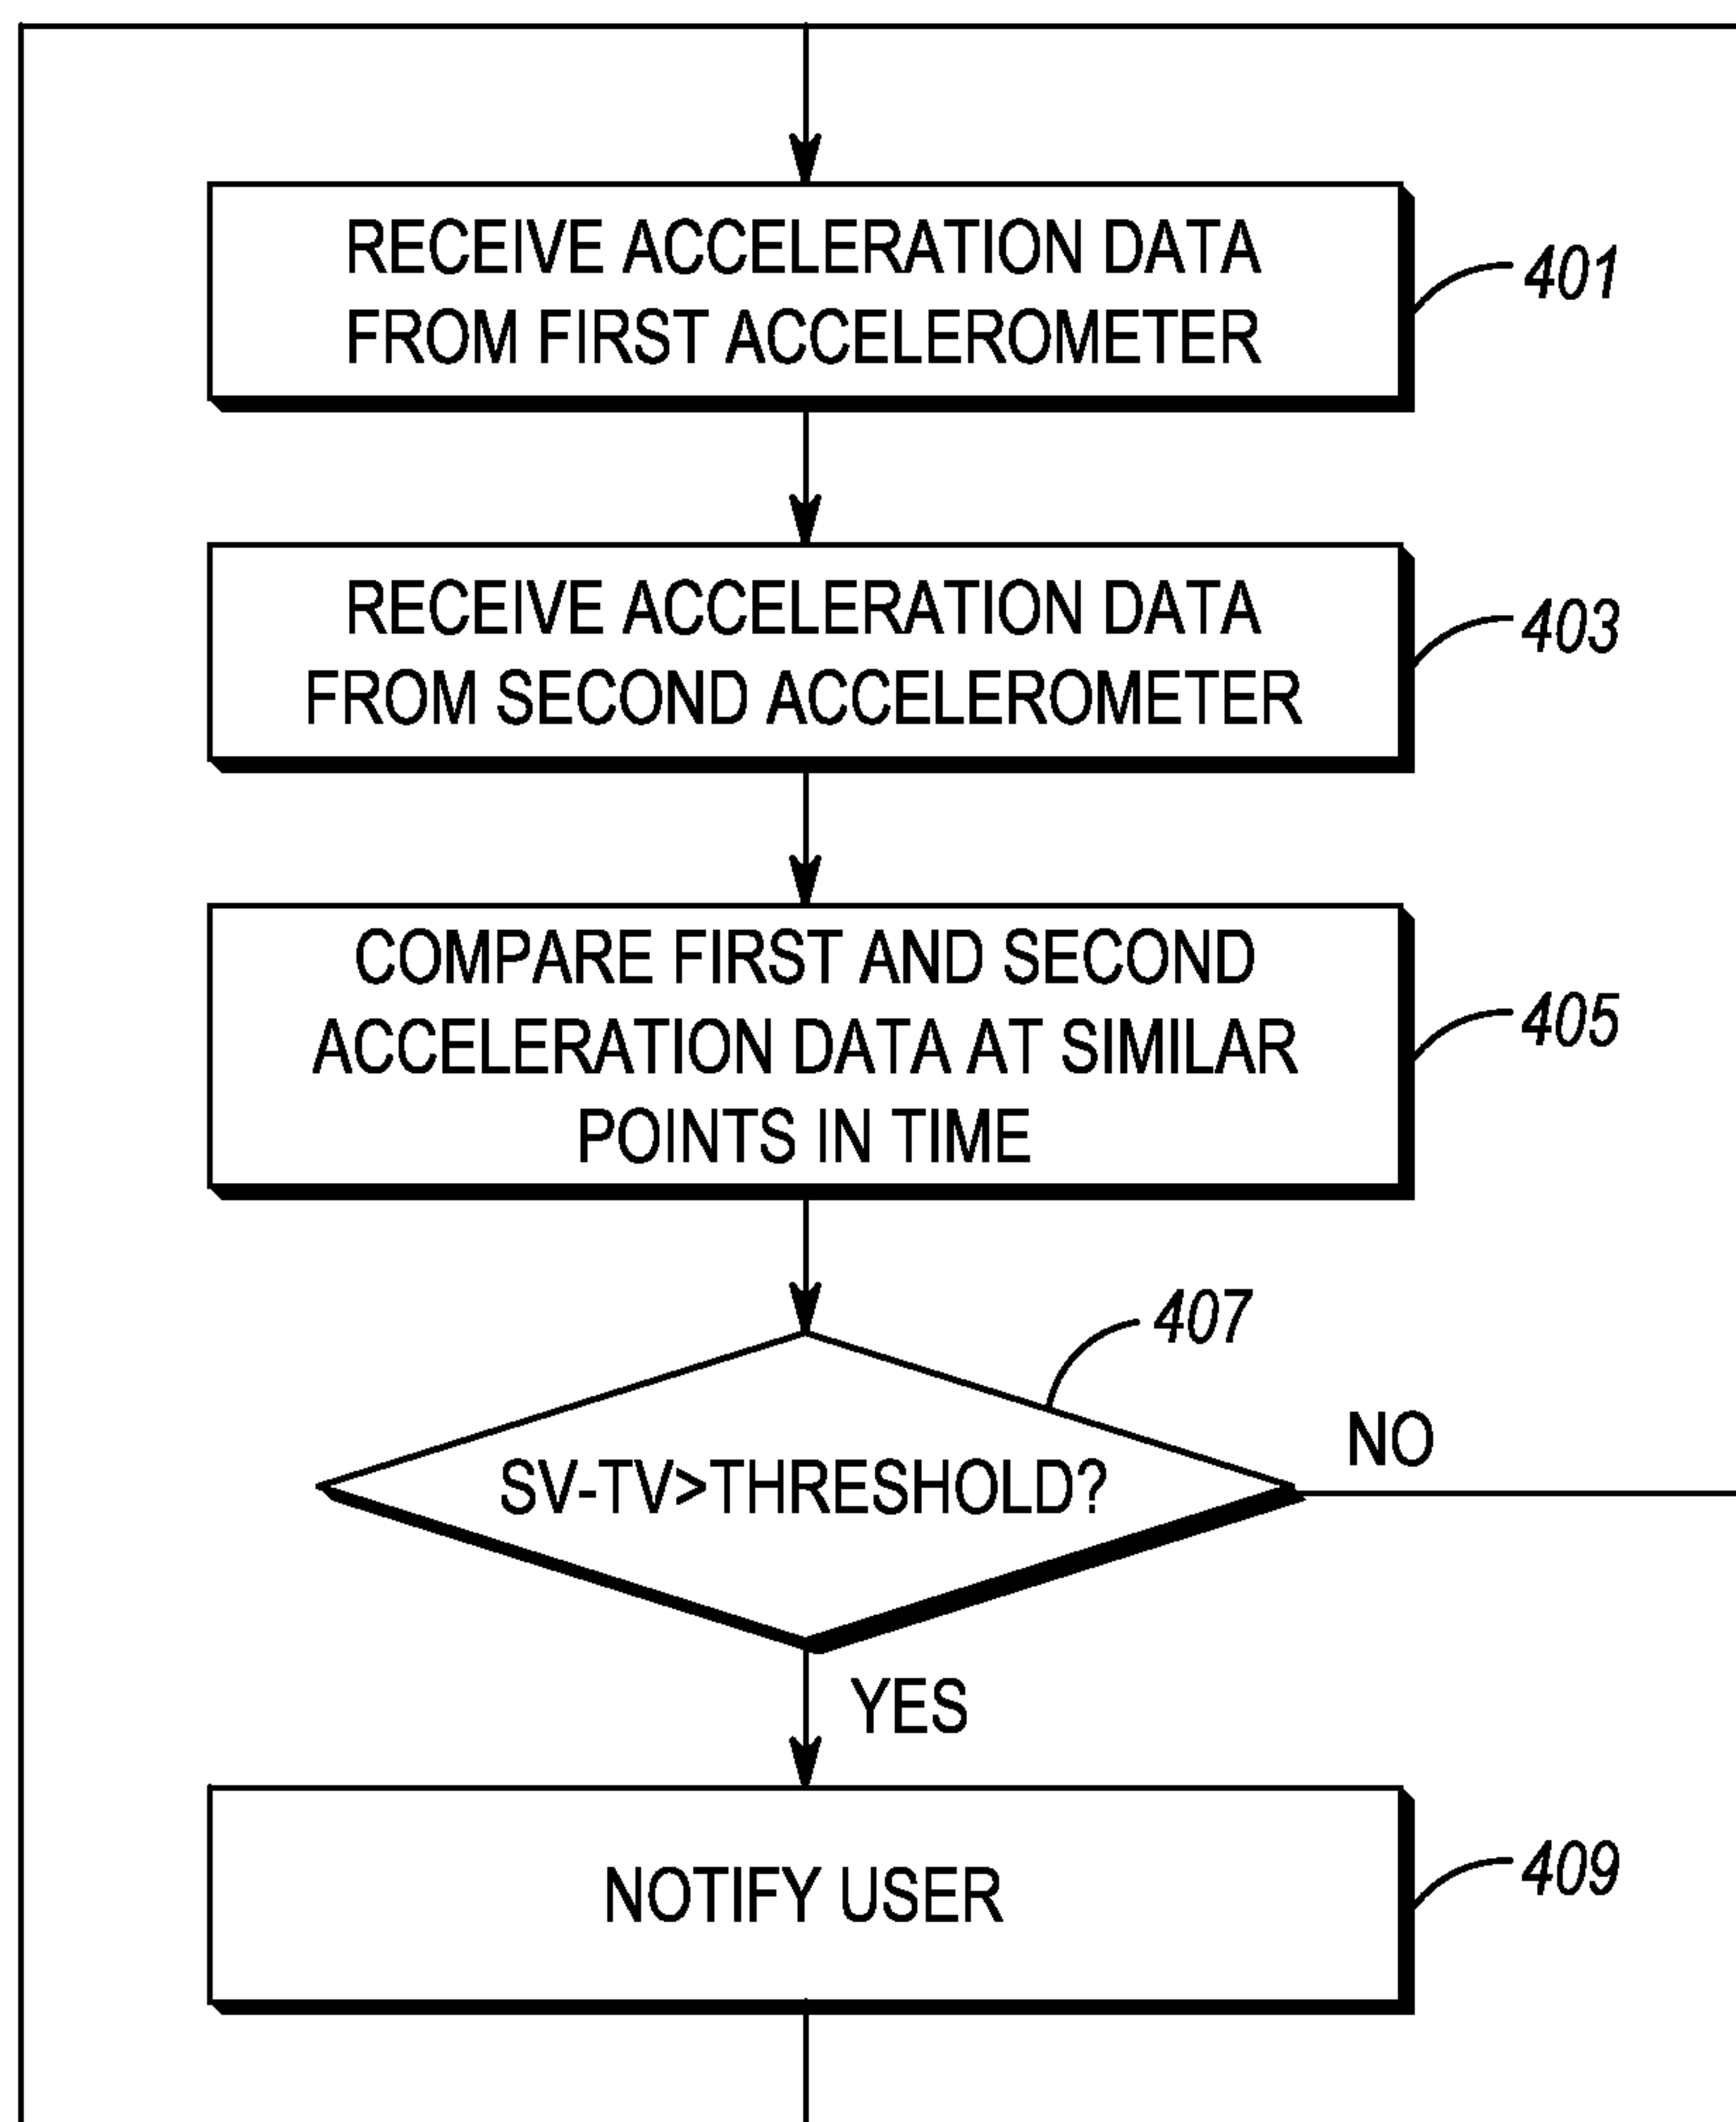 RECEIVE ACCELERATION DATA
FROM FIRST ACCELEROMETER
401
RECEIVE ACCELERATION DATA
FROM SECOND ACCELEROMETER
403
COMPARE FIRST AND SECOND
ACCELERATION DATA AT SIMILAR
POINTS IN TIME
405
407
SV-TV>THRESHOLD?
NO
YES
NOTIFY USER
409